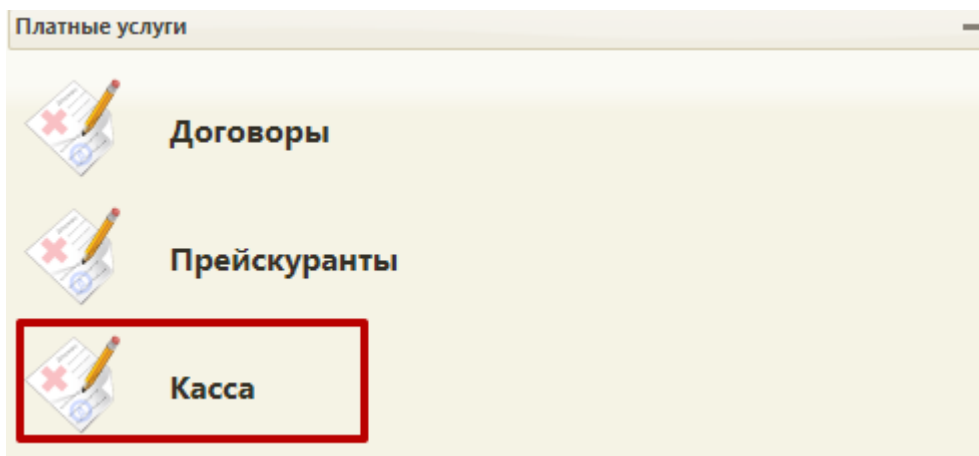 Платные услуги
Договоры
Прейскуранты
Касса